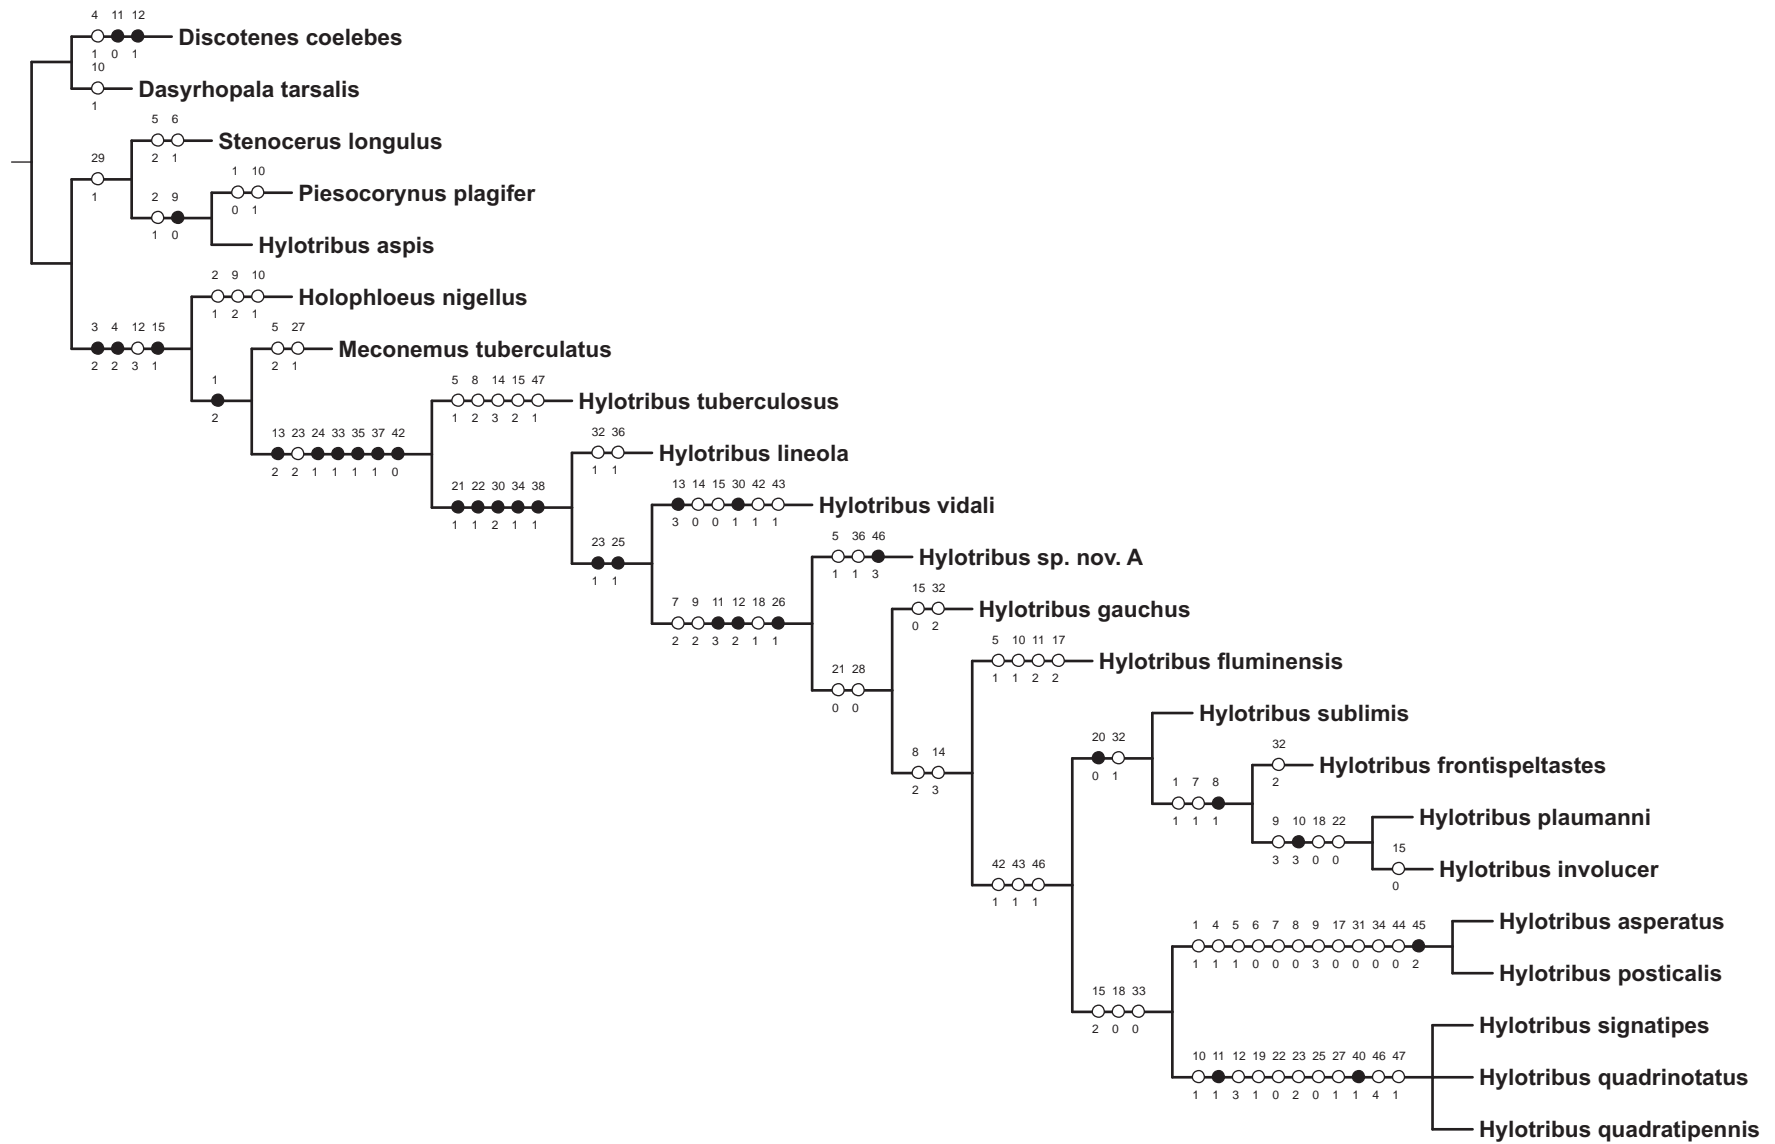 4 11 12
Discotenes coelebes
1 0 1
10
Dasyrhopala tarsalis
1
5 6
Stenocerus longulus
2 1
29
1
1 10
Piesocorynus plagifer
0 1
2 9
1 0
Hylotribus aspis
2 9 10
Holophloeus nigellus
1 2 1
3 4 12 15
2 2 3 1
5 27
Meconemus tuberculatus
2 1
1
2
5 8 14 15 47
Hylotribus tuberculosus
1 2 3 2 1
13 23 24 33 35 37 42
2 2 1 1 1 1 0
32 36
Hylotribus lineola
1 1
21 22 30 34 38
1 1 2 1 1
13 14 15 30 42 43
Hylotribus vidali
3 0 0 1 1 1
23 25
1 1
5 36 46
Hylotribus sp. nov. A
1 1 3
7 9 11 12 18 26
2 2 3 2 1 1
15 32
Hylotribus gauchus
0 2
21 28
0 0
5 10 11 17
Hylotribus fluminensis
1 1 2 2
8 14
2 3
Hylotribus sublimis
20 32
0 1
32
Hylotribus frontispeltastes
2
1 7 8
1 1 1
Hylotribus plaumanni
9 10 18 22
3 3 0 0
15
Hylotribus involucer
0
42 43 46
1 1 1
Hylotribus asperatus
1 4 5 6 7 8 9 17 31 34 44 45
1 1 1 0 0 0 3 0 0 0 0 2
Hylotribus posticalis
15 18 33
2 0 0
Hylotribus signatipes
10 11 12 19 22 23 25 27 40 46 47
Hylotribus quadrinotatus
1 1 3 1 0 2 0 1 1 4 1
Hylotribus quadratipennis